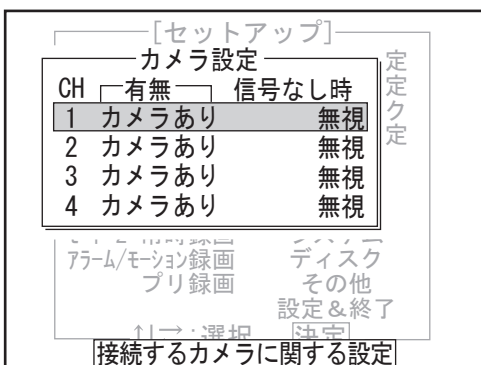 [セットアップ]
カメラ設定
定
CH 有無 信号なし時
定
1 カメラあり 無視
ク
2 カメラあり 無視
定
3 カメラあり 無視
4 カメラあり 無視
アラーム/モーション録画 ディスク
プリ録画 その他
設定&終了
決定
接続するカメラに関する設定